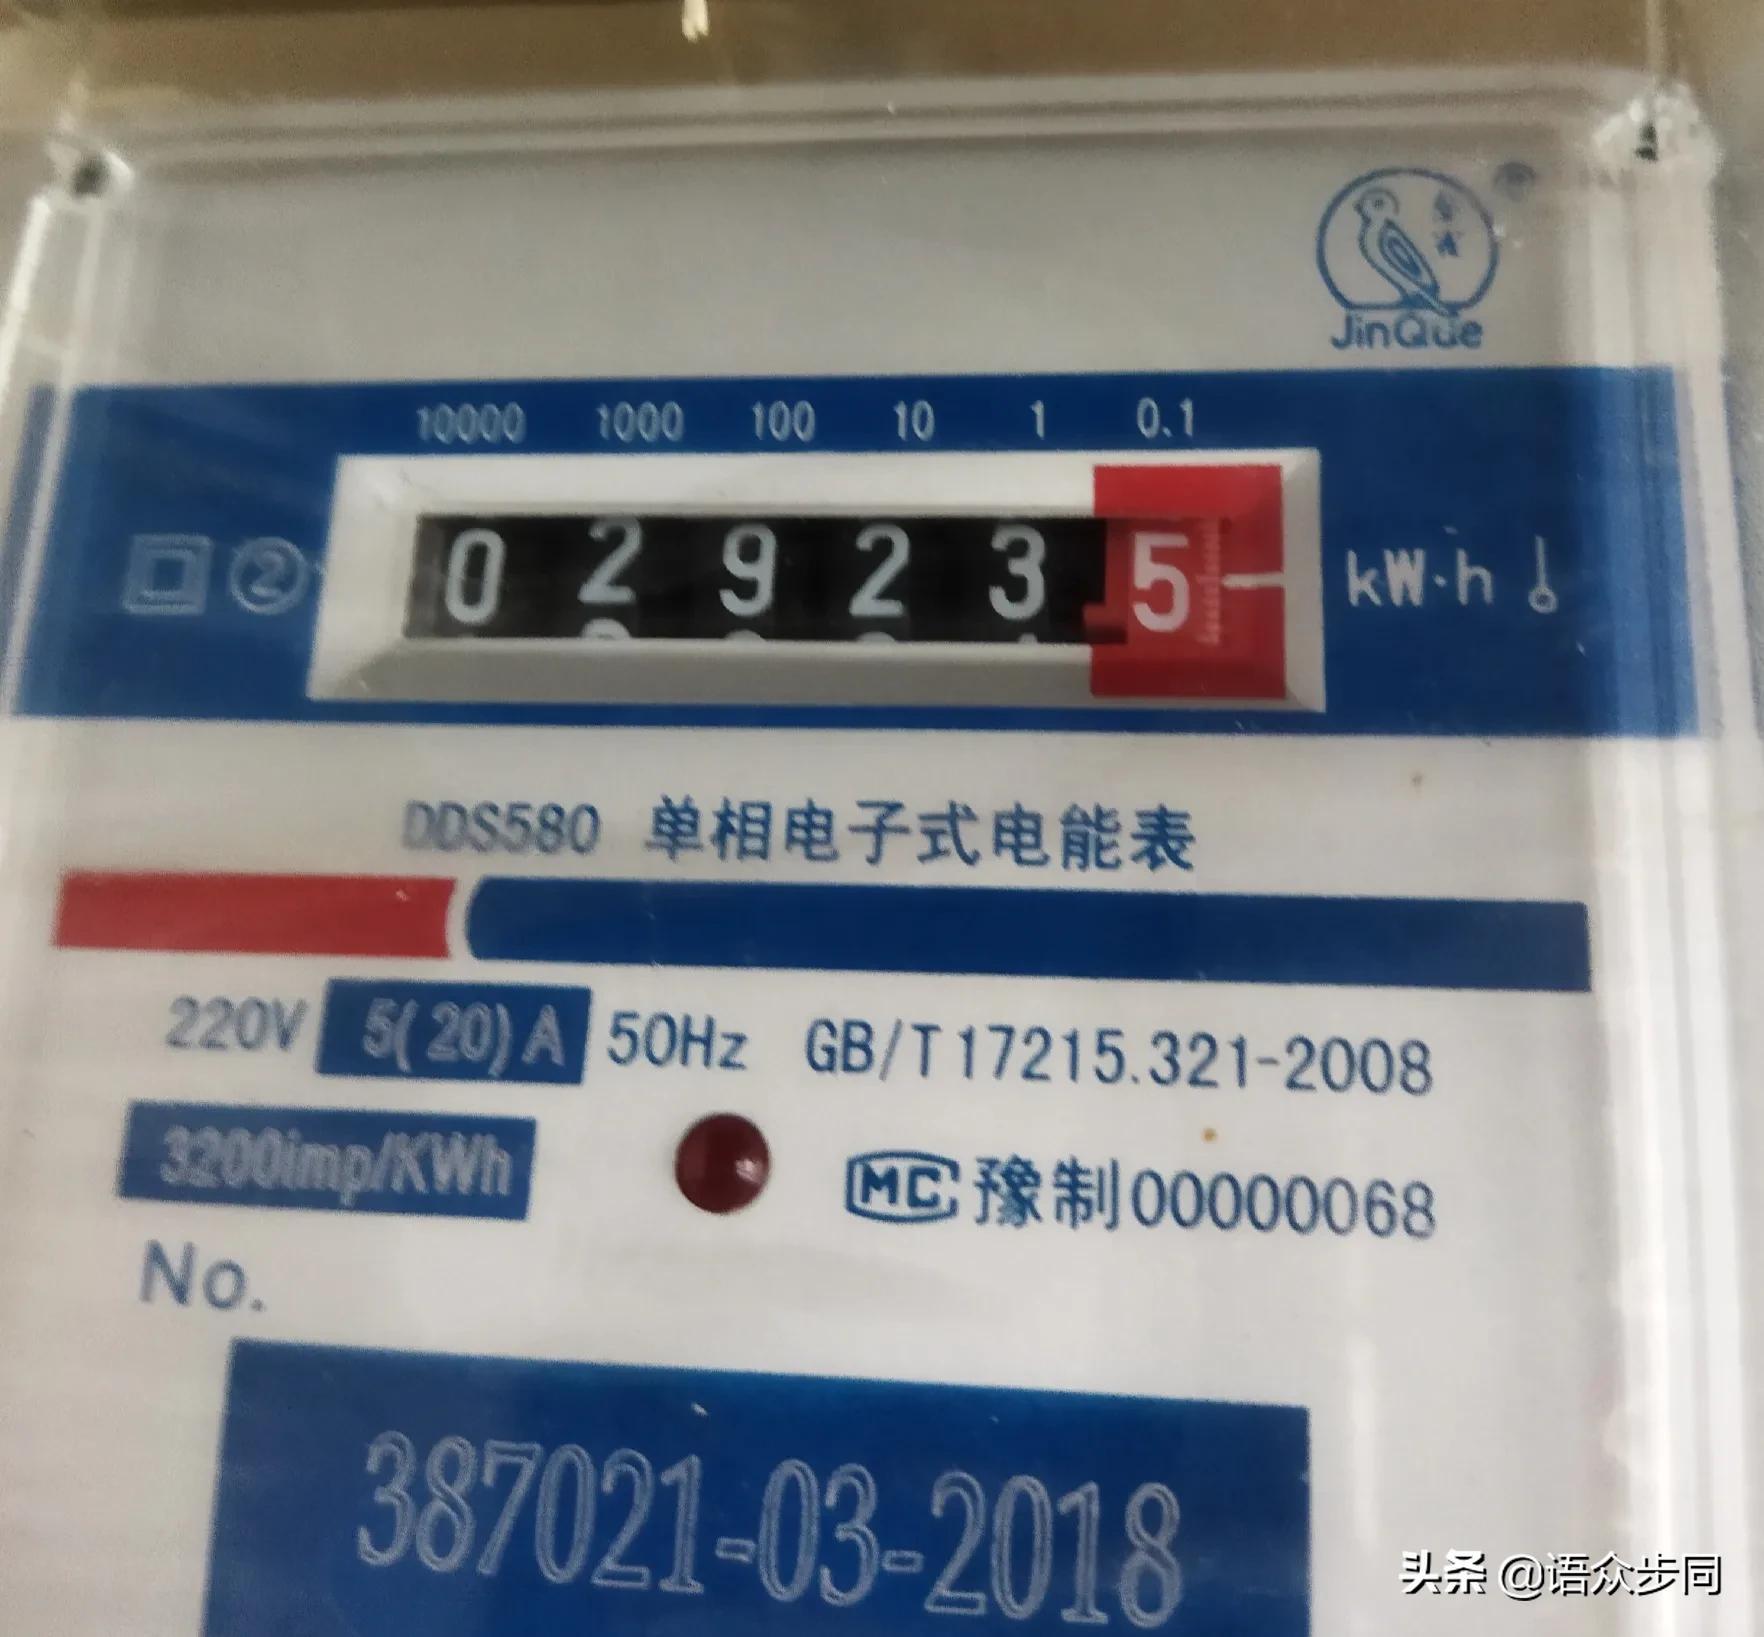 JinQue
10000 1000 100 10 1 0.1
② 0 2 9 2 3 5 kW·h
DDS580 单相电子式电能表
220V 5(20)A 50Hz GB/T17215.321-2008
3200imp/KWh MC 豫制00000068
No.
387021-03-2018
头条 @语众步同